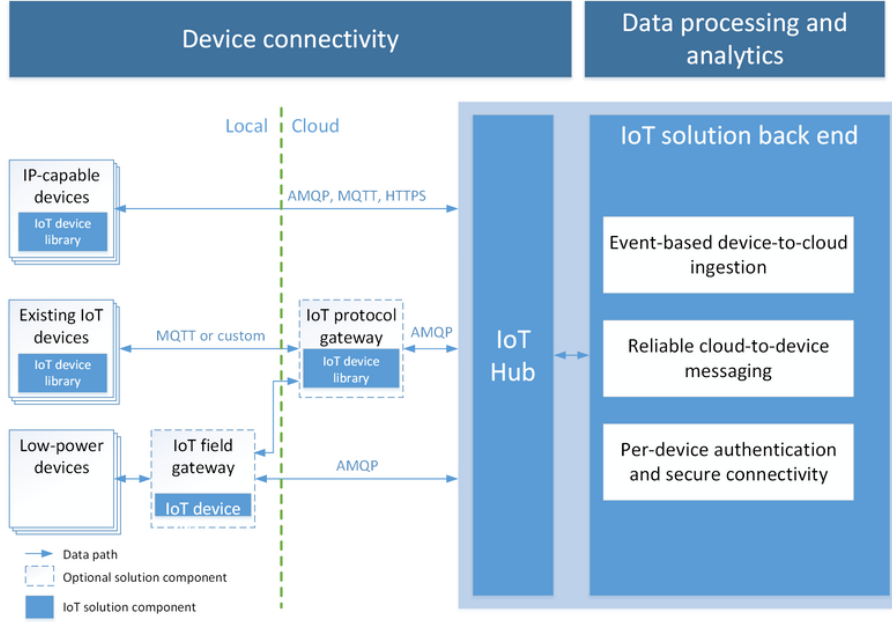 Device connectivity
Data processing and
analytics
Local
Cloud
IoT solution back end
IP-capable
devices
IoT device
library
AMQP, MQTT, HTTPS
Event-based device-to-cloud
ingestion
Existing IoT
devices
IoT device
library
MQTT or custom
IoT protocol
gateway
IoT device
library
AMQP
IoT
Hub
Reliable cloud-to-device
messaging
Low-power
devices
IoT field
gateway
IoT device
AMQP
Per-device authentication
and secure connectivity
Data path
Optional solution component
IoT solution component